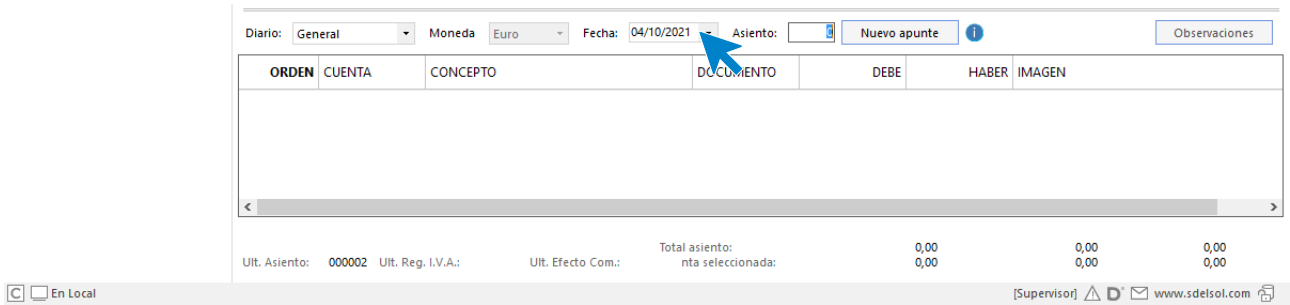 Diario: General Moneda Euro Fecha: 04/10/2021 Asiento: 0 Nuevo apunte Observaciones
ORDEN CUENTA CONCEPTO DOCUMENTO DEBE HABER IMAGEN
Total asiento: 0,00 0,00 0,00
Ult. Asiento: 000002 Ult. Reg. I.V.A.: Ult. Efecto Com.: nta seleccionada: 0,00 0,00 0,00
C En Local [Supervisor] D www.sdelsol.com